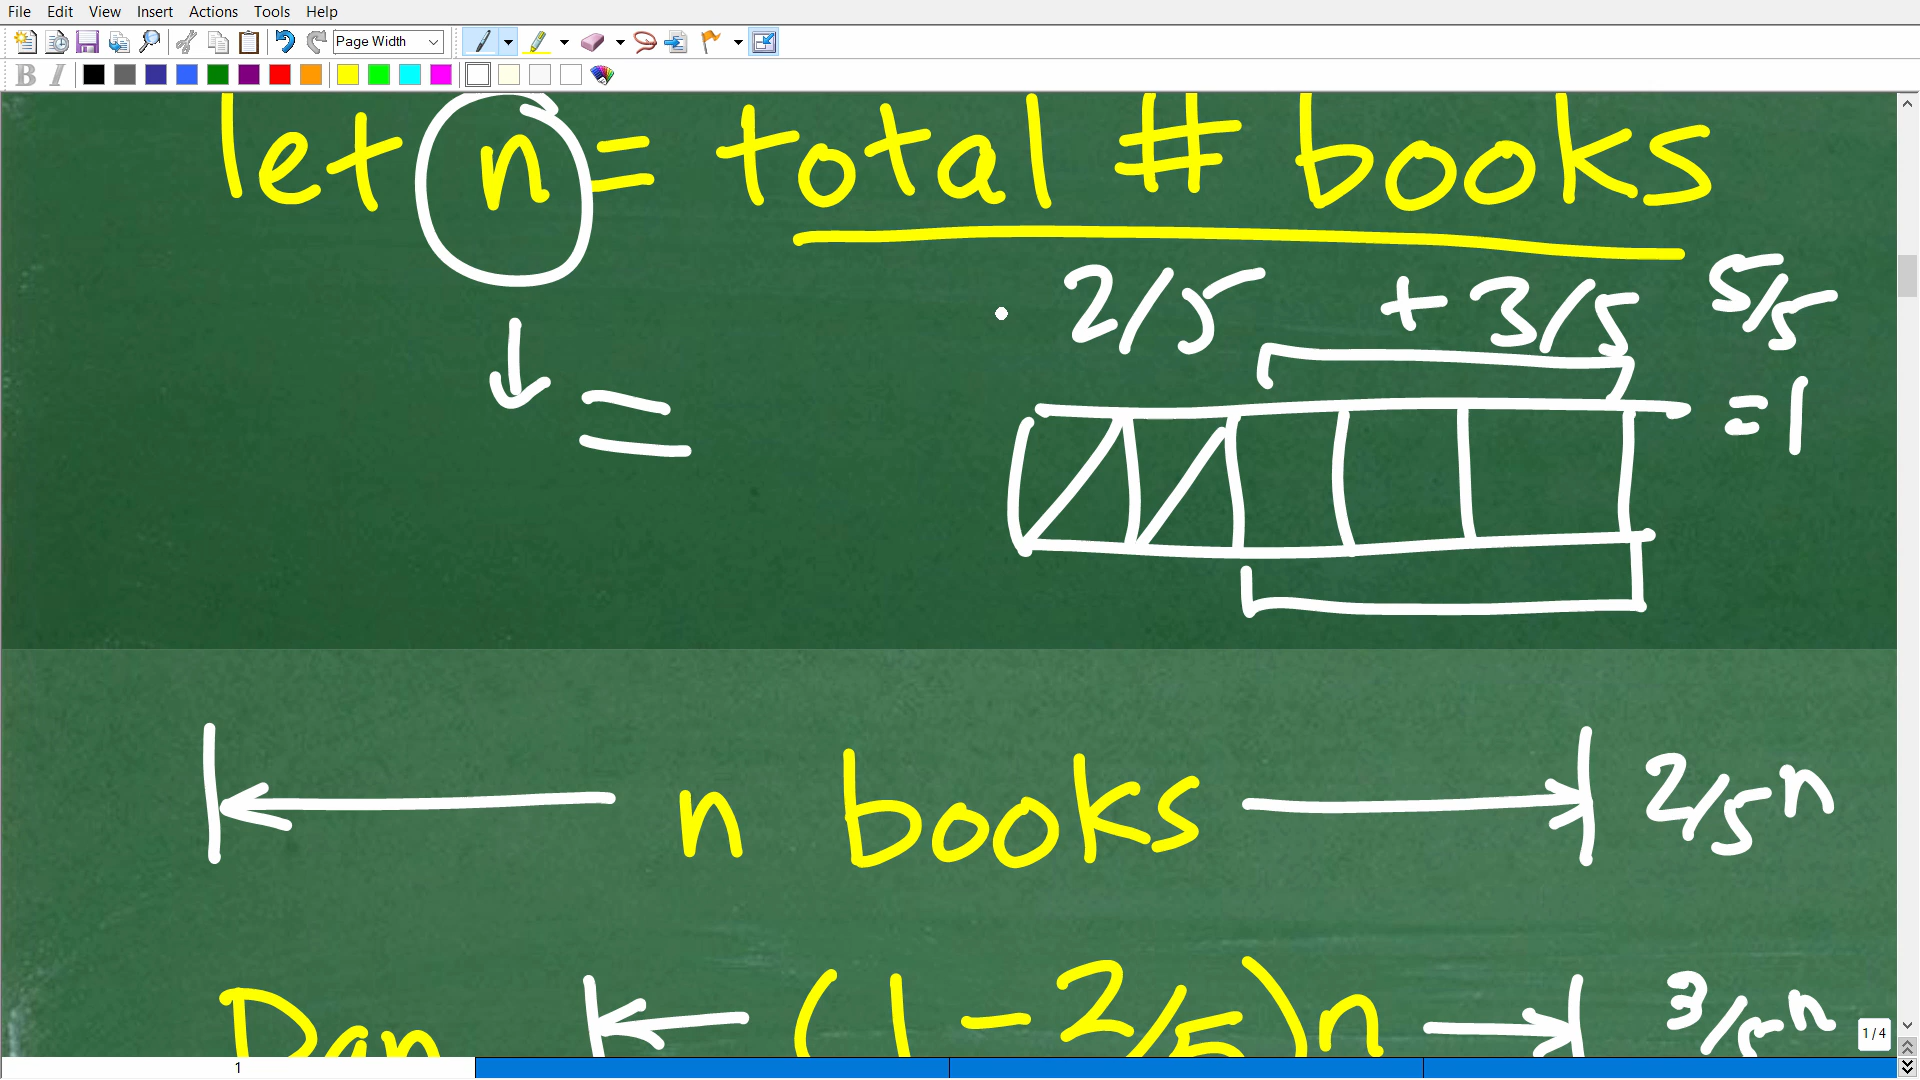 File Edit View Insert Actions Tools Help
Page Width
B I
let n = total # books
2/5 + 3/5 5/5
= = 1
n books 2/5 n
Dan (1 - 2/5) n 3/5 n
1 / 4
1